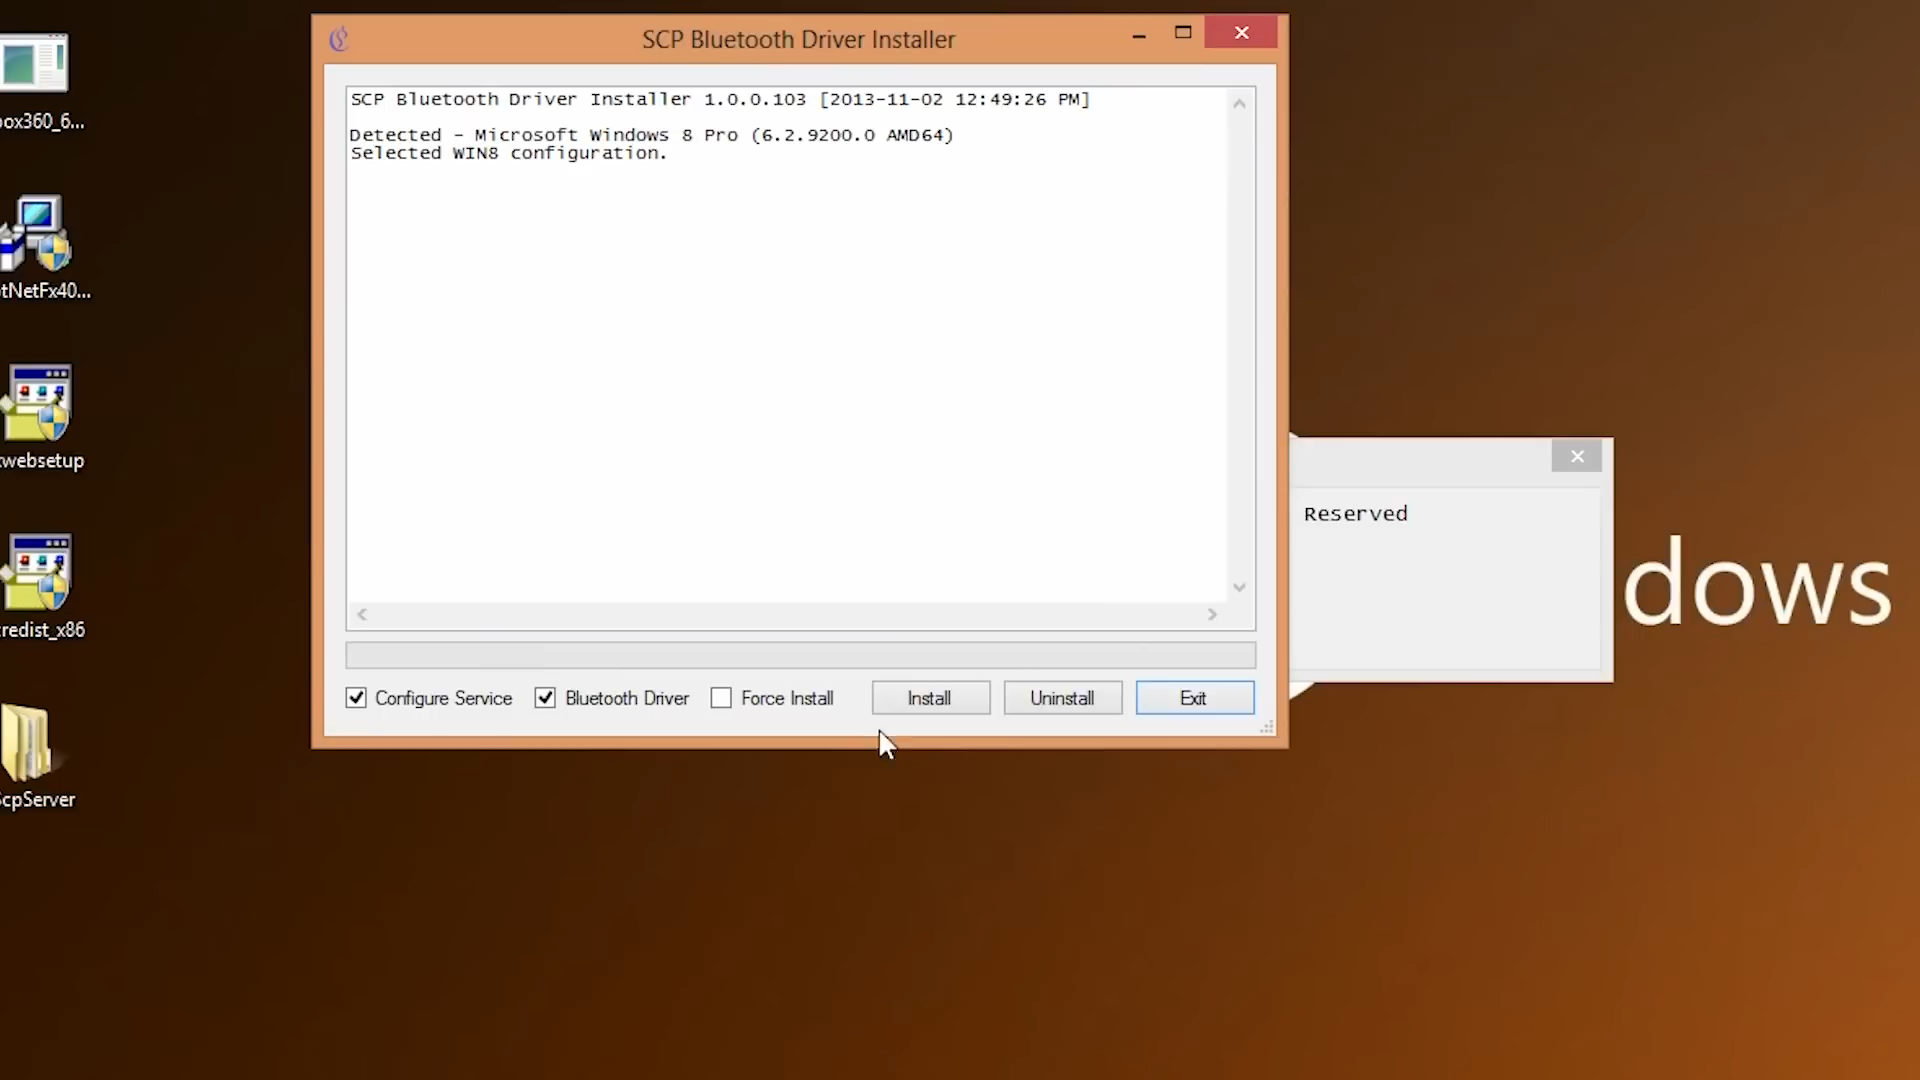 SCP Bluetooth Driver Installer
SCP Bluetooth Driver Installer 1.0.0.103 [2013-11-02 12:49:26 PM]
Detected - Microsoft Windows 8 Pro (6.2.9200.0 AMD64)
Selected WIN8 configuration.
Configure Service
Bluetooth Driver
Force Install
Install
Uninstall
Exit
Reserved
dows
box360_6...
tNetFx40...
websetup
redist_x86
ScpServer